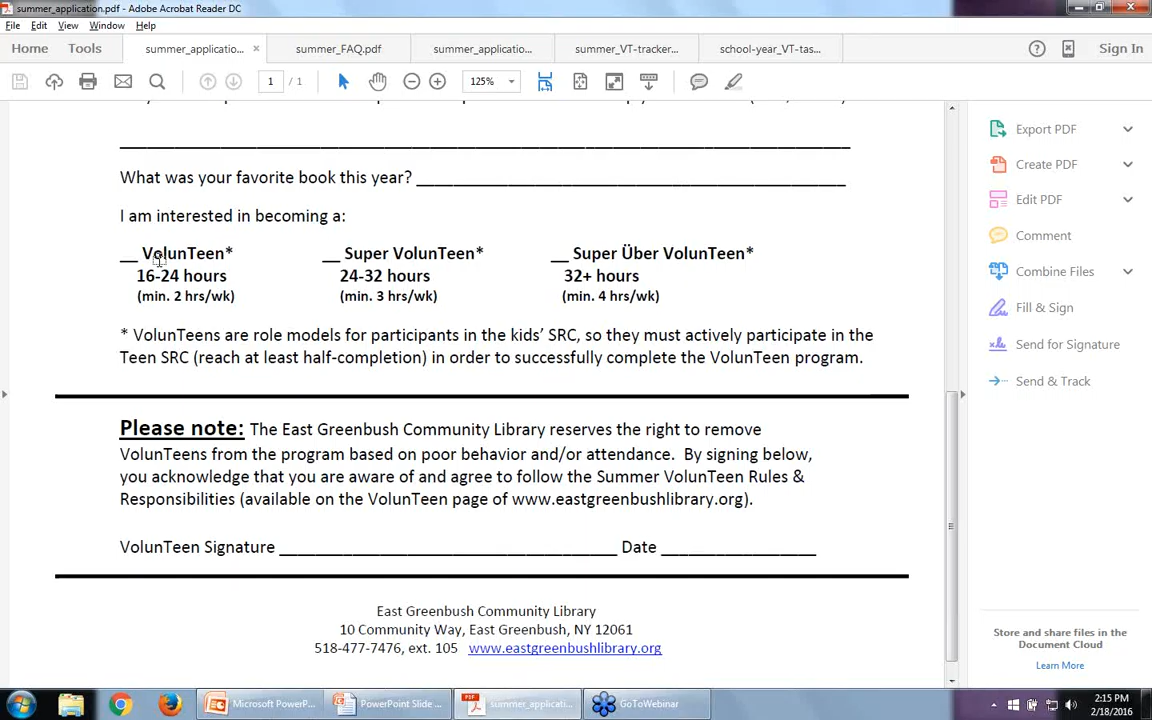 summer_application.pdf - Adobe Acrobat Reader DC
File Edit View Window Help
Home Tools summer_applicatio... × summer_FAQ.pdf summer_applicatio... summer_VT-tracker... school-year_VT-tas... Sign In
1 / 1 125%
What was your favorite book this year? ____________________
I am interested in becoming a:
__ VolunTeen* __ Super VolunTeen* __ Super Über VolunTeen*
16-24 hours 24-32 hours 32+ hours
(min. 2 hrs/wk) (min. 3 hrs/wk) (min. 4 hrs/wk)
* VolunTeens are role models for participants in the kids' SRC, so they must actively participate in the
Teen SRC (reach at least half-completion) in order to successfully complete the VolunTeen program.
Please note: The East Greenbush Community Library reserves the right to remove
VolunTeens from the program based on poor behavior and/or attendance. By signing below,
you acknowledge that you are aware of and agree to follow the Summer VolunTeen Rules &
Responsibilities (available on the VolunTeen page of www.eastgreenbushlibrary.org).
VolunTeen Signature ____________________ Date __________
East Greenbush Community Library
10 Community Way, East Greenbush, NY 12061
518-477-7476, ext. 105 www.eastgreenbushlibrary.org
Export PDF
Create PDF
Edit PDF
Comment
Combine Files
Fill & Sign
Send for Signature
Send & Track
Store and share files in the
Document Cloud
Learn More
Microsoft PowerP... PowerPoint Slide ... summer_applicati... GoToWebinar
2:15 PM
2/18/2016